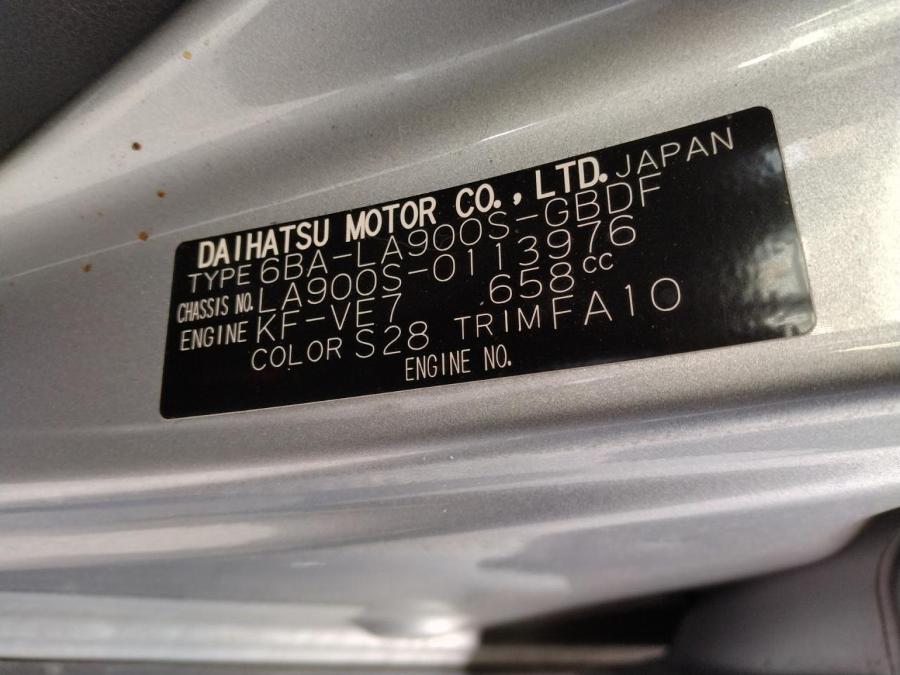 DAIHATSU MOTOR CO., LTD. JAPAN
TYPE 6BA-LA900S-GBDF
CHASSIS NO. LA900S-0113976
ENGINE KF-VE7 658cc
COLOR S28 TRIM FA10
ENGINE NO.